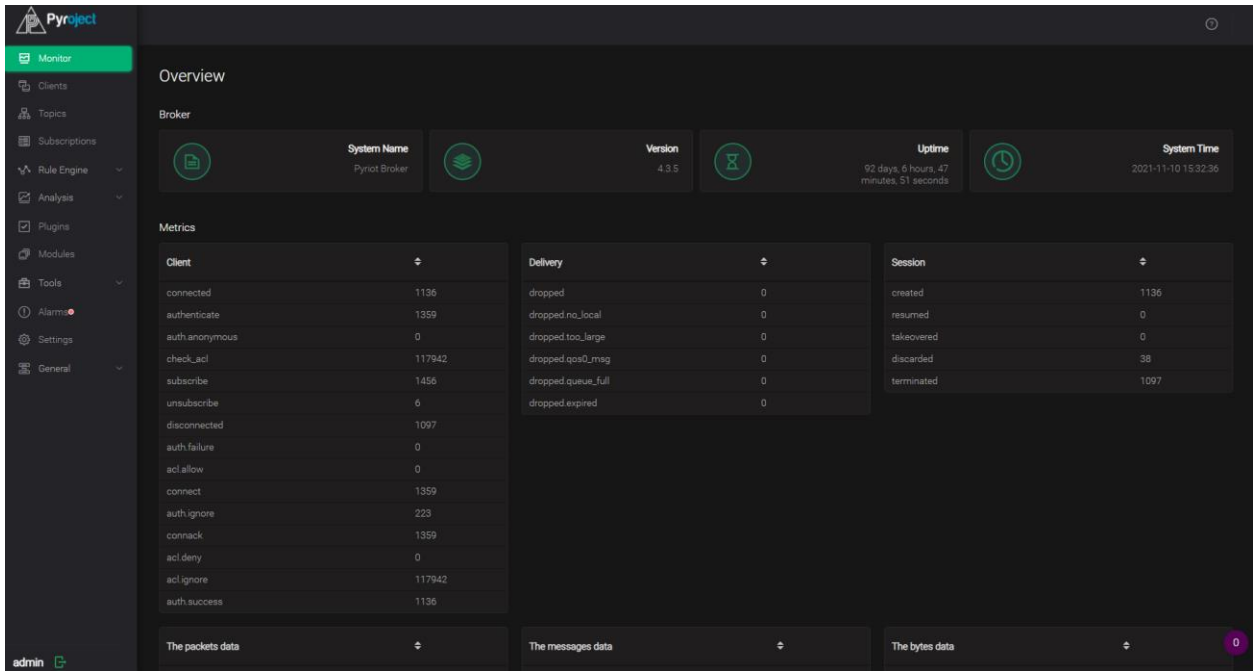 Pyroject
Monitor
Clients
Topics
Subscriptions
Rule Engine
Analysis
Plugins
Modules
Tools
Alarms
Settings
General
admin
Overview
Broker
System Name
Pyriot Broker
Version
4.3.5
Uptime
92 days, 6 hours, 47
minutes, 51 seconds
System Time
2021-11-10 15:32:36
Metrics
Client
connected 1136
authenticate 1359
auth.anonymous 0
check_acl 117942
subscribe 1456
unsubscribe 6
disconnected 1097
auth.failure 0
acl.allow 0
connect 1359
auth.ignore 223
connack 1359
acl.deny 0
acl.ignore 117942
auth.success 1136
Delivery
dropped 0
dropped.no_local 0
dropped.too_large 0
dropped.qos0_msg 0
dropped.queue_full 0
dropped.expired 0
Session
created 1136
resumed 0
takeovered 0
discarded 38
terminated 1097
The packets data
The messages data
The bytes data
0